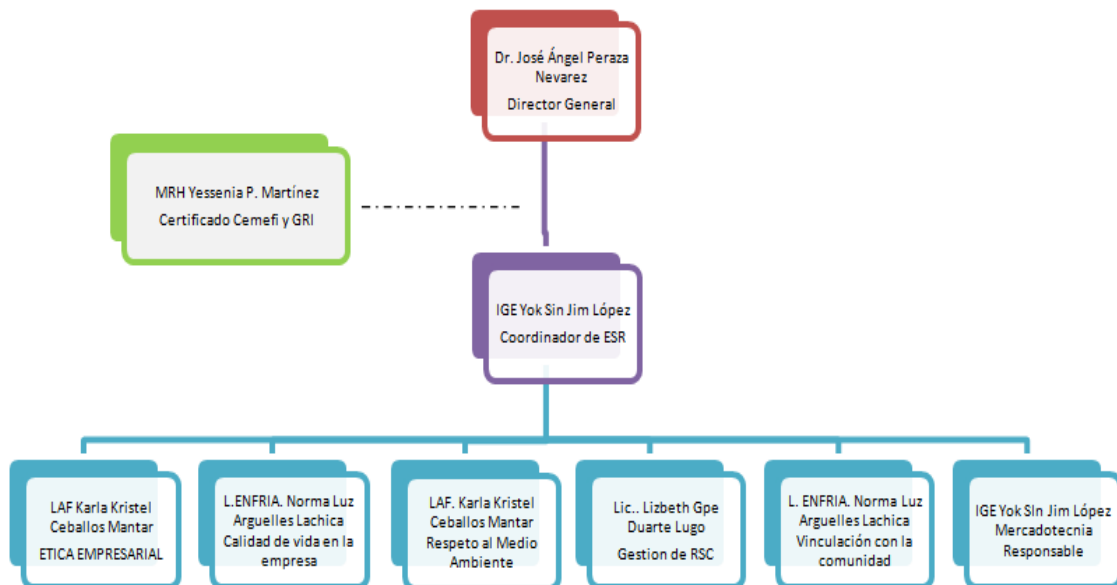 Dr. José Ángel Peraza
Nevarez
Director General
MRH Yessenia P. Martínez
Certificado Cemefi y GRI
IGE Yok Sin Jim López
Coordinador de ESR
LAF Karla Kristel
Ceballos Mantar
ETICA EMPRESARIAL
L.ENFRIA. Norma Luz
Arguelles Lachica
Calidad de vida en la
empresa
LAF. Karla Kristel
Ceballos Mantar
Respeto al Medio
Ambiente
Lic.. Lizbeth Gpe
Duarte Lugo
Gestion de RSC
L. ENFRIA. Norma Luz
Arguelles Lachica
Vinculación con la
comunidad
IGE Yok SIn Jim López
Mercadotecnia
Responsable